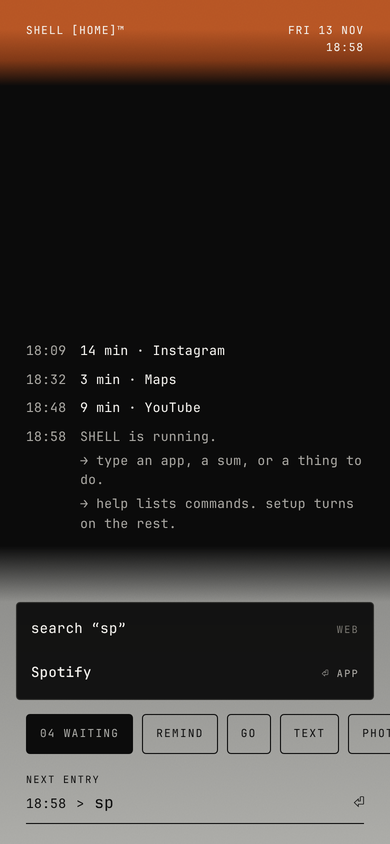 SHELL [HOME]™
FRI 13 NOV
18:58
18:09 14 min · Instagram
18:32 3 min · Maps
18:48 9 min · YouTube
18:58 SHELL is running.
→ type an app, a sum, or a thing to
do.
→ help lists commands. setup turns
on the rest.
search “sp” WEB
Spotify ⏎ APP
04 WAITING REMIND GO TEXT PHOT
NEXT ENTRY
18:58 > sp ⏎